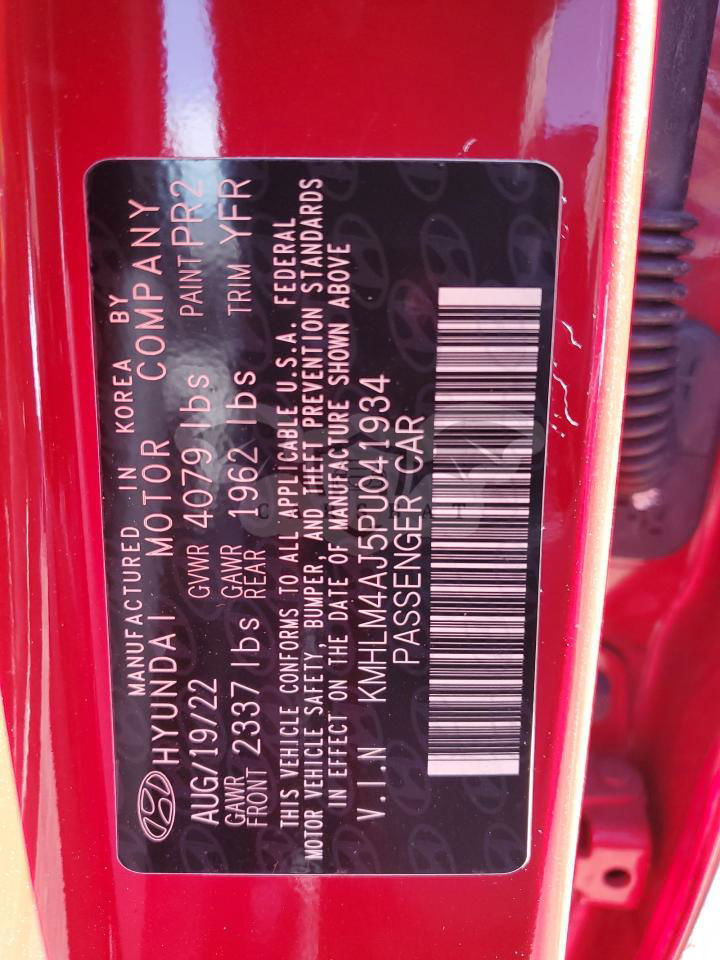 MANUFACTURED IN KOREA BY
HYUNDAI MOTOR COMPANY
AUG/19/22 GVWR 4079 lbs PAINT PR2
GAWR FRONT 2337 lbs GAWR REAR 1962 lbs TRIM YFR
THIS VEHICLE CONFORMS TO ALL APPLICABLE U.S.A. FEDERAL
MOTOR VEHICLE SAFETY, BUMPER, AND THEFT PREVENTION STANDARDS
IN EFFECT ON THE DATE OF MANUFACTURE SHOWN ABOVE
V.I.N KMHLM4AJ5PU041934
PASSENGER CAR